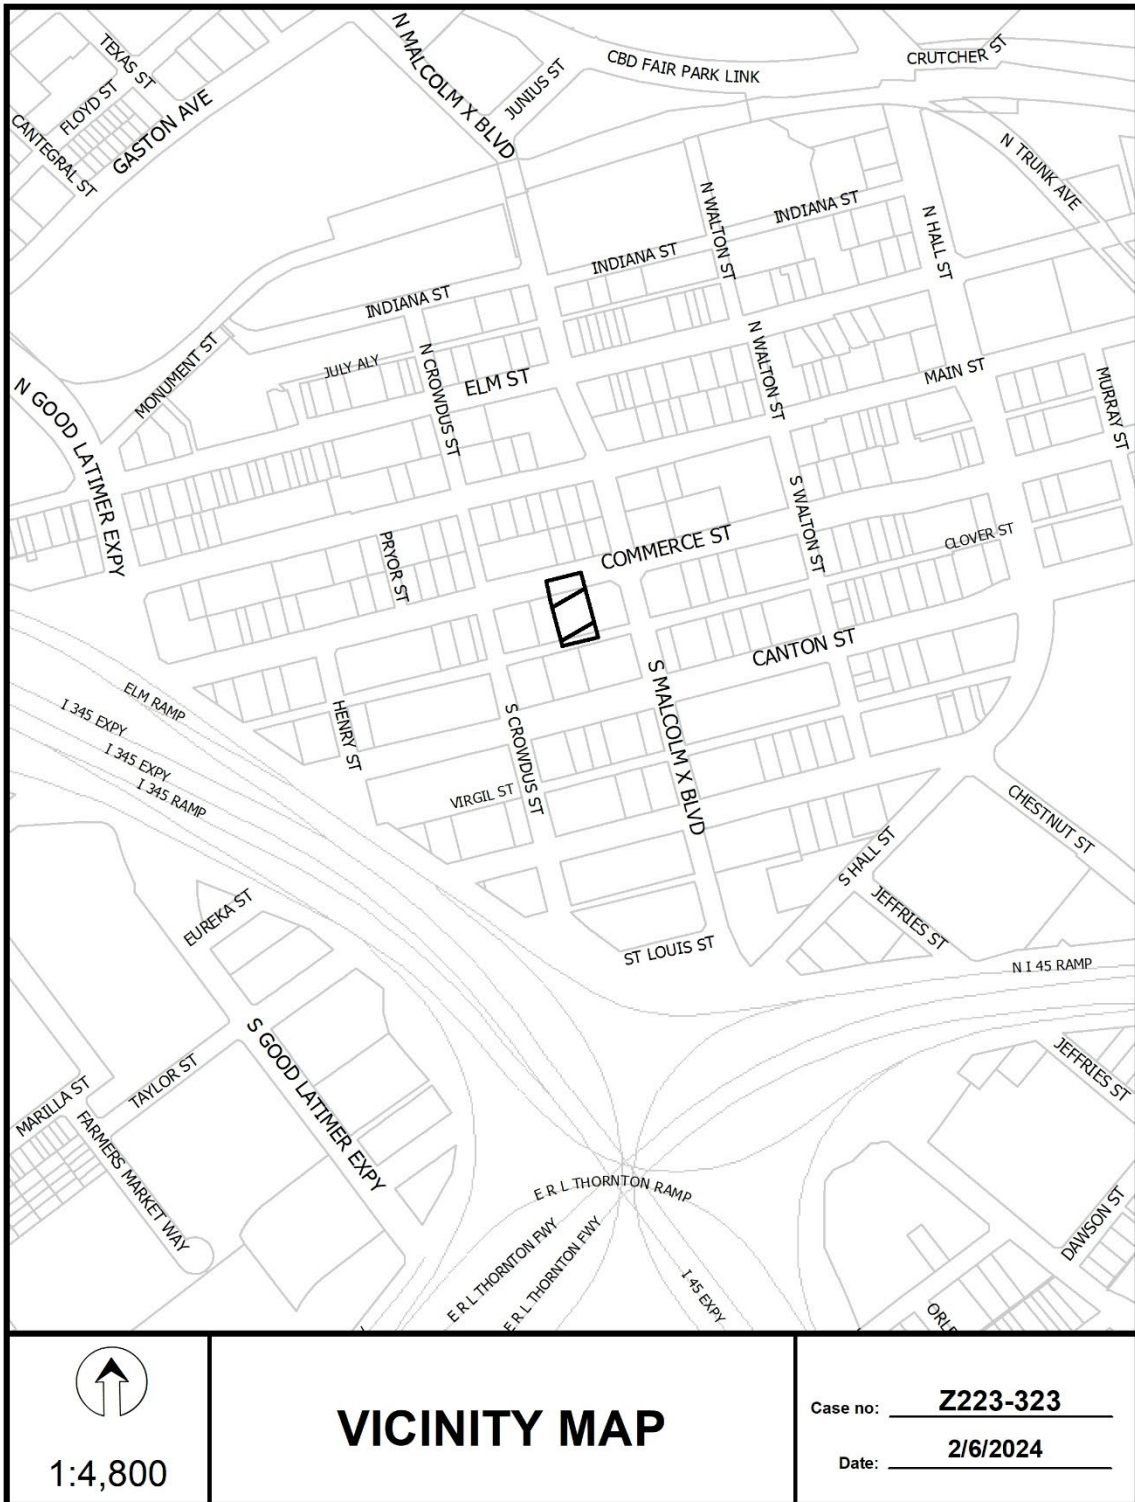 N MALCOLM X BLVD
TEXAS ST
CRUTCHER ST
CBD FAIR PARK LINK
JUNIUS ST
FLOYD ST
GASTON AVE
CANTEGRAL ST
N TRUNK AVE
N WALTON ST
INDIANA ST
N HALL ST
INDIANA ST
INDIANA ST
MONUMENT ST
N WALTON ST
N CROWDUS ST
JULY ALY
ELM ST
MAIN ST
MURRAY ST
N GOOD LATIMER EXPY
S WALTON ST
COMMERCE ST
CLOVER ST
PRYOR ST
CANTON ST
S MALCOLM X BLVD
ELM RAMP
I 345 EXPY
I 345 EXPY
I 345 RAMP
HENRY ST
S CROWDUS ST
VIRGIL ST
CHESTNUT ST
S HALL ST
EUREKA ST
JEFFRIES ST
ST LOUIS ST
N I 45 RAMP
S GOOD LATIMER EXPY
TAYLOR ST
MARILLA ST
JEFFRIES ST
FARMERS MARKET WAY
E R L THORNTON RAMP
DAWSON ST
E R L THORNTON FWY
E R L THORNTON FWY
I 45 EXPY
1:4,800
VICINITY MAP
Case no: Z223-323
Date: 2/6/2024